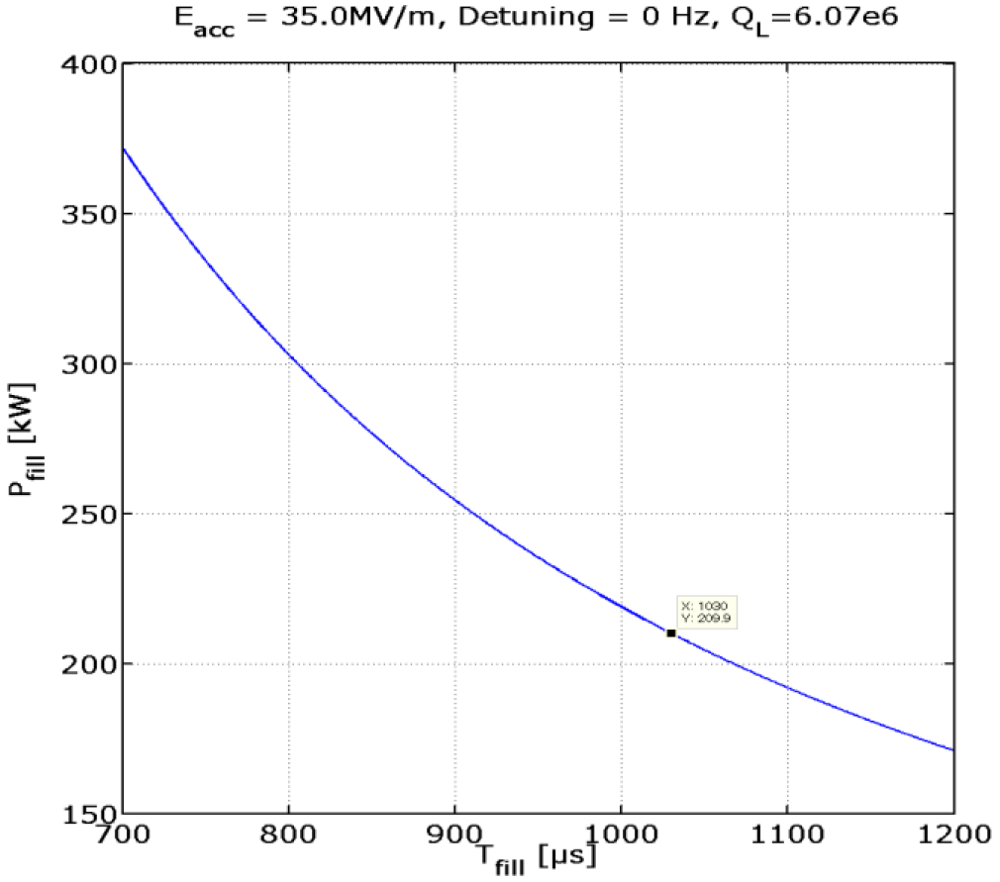 E_acc = 35.0MV/m, Detuning = 0 Hz, Q_L=6.07e6
400
350
300
250
200
150
P_fill [kW]
X: 1030
Y: 209.9
700 800 900 1000 1100 1200
T_fill [µs]